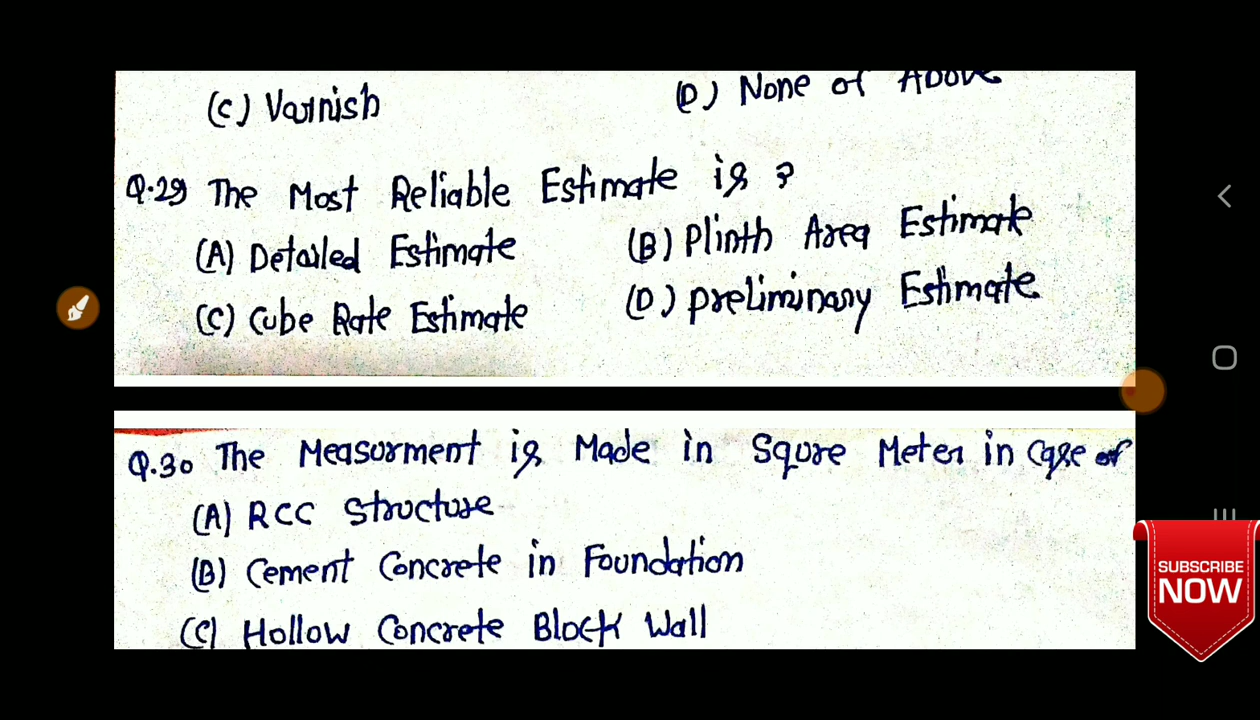 (C) Varnish
(D) None of Above
Q.29 The Most Reliable Estimate is ?
(A) Detailed Estimate
(B) Plinth Area Estimate
(C) Cube Rate Estimate
(D) preliminary Estimate
Q.30 The Measurment is Made in Squre Meter in Case of
(A) RCC Structure
(B) Cement Concrete in Foundation
(C) Hollow Concrete Block Wall
SUBSCRIBE
NOW